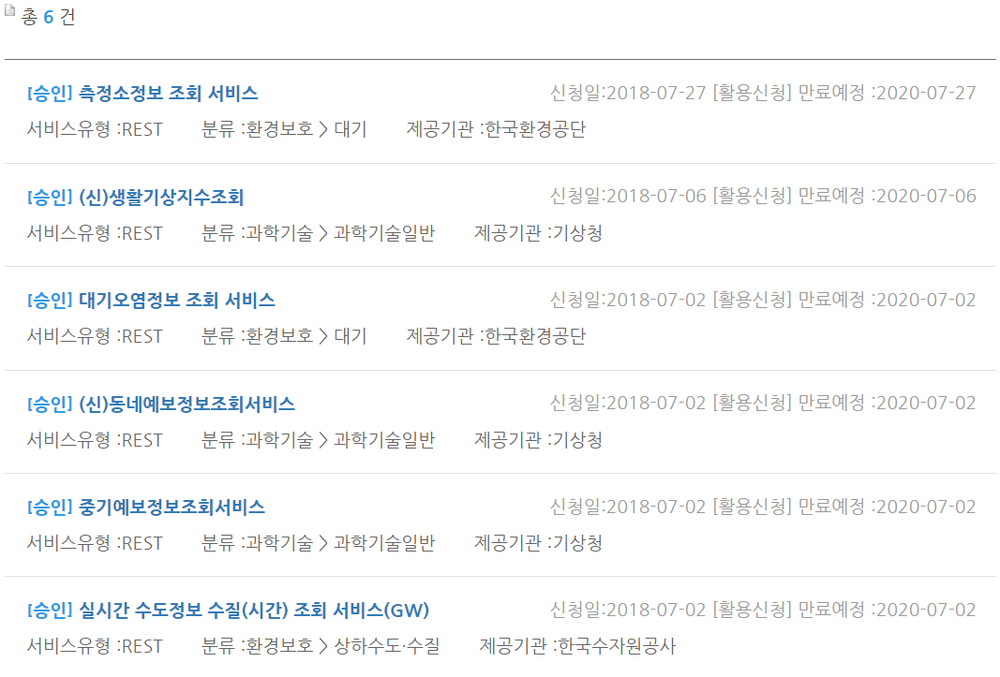 총 6 건
[승인] 측정소정보 조회 서비스 신청일:2018-07-27 [활용신청] 만료예정 :2020-07-27
서비스유형 :REST 분류 :환경보호 > 대기 제공기관 :한국환경공단
[승인] (신)생활기상지수조회 신청일:2018-07-06 [활용신청] 만료예정 :2020-07-06
서비스유형 :REST 분류 :과학기술 > 과학기술일반 제공기관 :기상청
[승인] 대기오염정보 조회 서비스 신청일:2018-07-02 [활용신청] 만료예정 :2020-07-02
서비스유형 :REST 분류 :환경보호 > 대기 제공기관 :한국환경공단
[승인] (신)동네예보정보조회서비스 신청일:2018-07-02 [활용신청] 만료예정 :2020-07-02
서비스유형 :REST 분류 :과학기술 > 과학기술일반 제공기관 :기상청
[승인] 중기예보정보조회서비스 신청일:2018-07-02 [활용신청] 만료예정 :2020-07-02
서비스유형 :REST 분류 :과학기술 > 과학기술일반 제공기관 :기상청
[승인] 실시간 수도정보 수질(시간) 조회 서비스(GW) 신청일:2018-07-02 [활용신청] 만료예정 :2020-07-02
서비스유형 :REST 분류 :환경보호 > 상하수도·수질 제공기관 :한국수자원공사